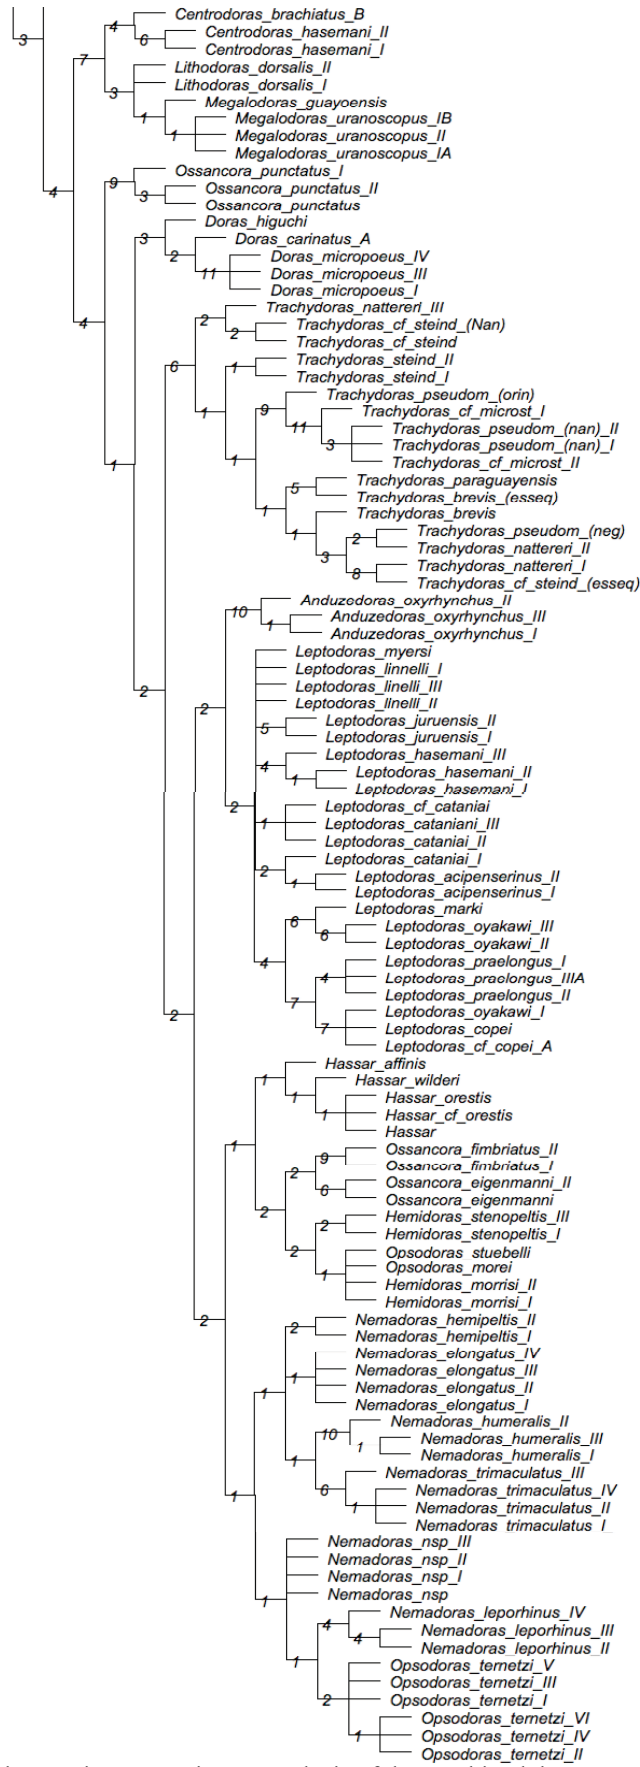 Centrodoras_brachiatus_B
4
Centrodoras_hasemani_II
6
3
Centrodoras_hasemani_I
7
Lithodoras_dorsalis_II
Lithodoras_dorsalis_I
3
Megalodoras_guayoensis
1
Megalodoras_uranoscopus_IB
1
Megalodoras_uranoscopus_II
Megalodoras_uranoscopus_IA
Ossancora_punctatus_I
9
4
Ossancora_punctatus_II
3
Ossancora_punctatus
Doras_higuchi
3
Doras_carinatus_A
2
Doras_micropoeus_IV
11
Doras_micropoeus_III
Doras_micropoeus_I
Trachydoras_nattererI_III
2
4
Trachydoras_cf_steind_(Nan)
2
Trachydoras_cf_steind
Trachydoras_steind_II
6
1
Trachydoras_steind_I
Trachydoras_pseudom_(orin)
9
1
Trachydoras_cf_microst_I
11
Trachydoras_pseudom_(nan)_II
3
Trachydoras_pseudom_(nan)_I
1
1
Trachydoras_cf_microst_II
Trachydoras_paraguayensis
5
Trachydoras_brevis_(esseq)
1
Trachydoras_brevis
1
Trachydoras_pseudom_(neg)
2
Trachydoras_nattereri_II
3
Trachydoras_nattereri_I
8
Trachydoras_cf_steind_(esseq)
Anduzedoras_oxyrhynchus_II
10
Anduzedoras_oxyrhynchus_III
1
Anduzedoras_oxyrhynchus_I
Leptodoras_myersi
Leptodoras_linnelli_I
2
Leptodoras_linelli_III
Leptodoras_linelli_II
2
Leptodoras_juruensis_II
5
Leptodoras_juruensis_I
Leptodoras_hasemani_III
4
Leptodoras_hasemani_II
1
Leptodoras_hasemani_I
2
Leptodoras_cf_cataniai
1
Leptodoras_cataniani_III
Leptodoras_cataniai_II
Leptodoras_cataniai_I
2
Leptodoras_acipenserinus_II
1
Leptodoras_acipenserinus_I
Leptodoras_marki
6
Leptodoras_oyakawi_III
6
Leptodoras_oyakawi_II
4
Leptodoras_praelongus_I
4
Leptodoras_praelongus_IIIA
Leptodoras_praelongus_II
7
Leptodoras_oyakawi_I
2
7
Leptodoras_copei
Leptodoras_cf_copei_A
Hassar_affinis
1
Hassar_wilderi
1
Hassar_orestis
1
Hassar_cf_orestis
Hassar
1
Ossancora_fimbriatus_II
9
Ossancora_fimbriatus_I
2
Ossancora_eigenmanni_II
6
Ossancora_eigenmanni
2
Hemidoras_stenopeltis_III
2
Hemidoras_stenopeltis_I
2
Opsodoras_stuebelli
Opsodoras_morei
1
Hemidoras_morrisi_II
Hemidoras_morrisi_I
2
Nemadoras_hemipeltis_II
2
Nemadoras_hemipeltis_I
Nemadoras_elongatus_IV
Nemadoras_elongatus_III
1
1
Nemadoras_elongatus_II
Nemadoras_elongatus_I
Nemadoras_humeralis_II
10
Nemadoras_humeralis_III
1
Nemadoras_humeralis_I
1
Nemadoras_trimaculatus_III
6
Nemadoras_trimaculatus_IV
1
1
Nemadoras_trimaculatus_II
Nemadoras_trimaculatus_I
Nemadoras_nsp_III
Nemadoras_nsp_II
Nemadoras_nsp_I
Nemadoras_nsp
1
Nemadoras_leporhinus_IV
4
Nemadoras_leporhinus_III
4
Nemadoras_leporhinus_II
1
Opsodoras_ternetzi_V
Opsodoras_ternetzi_III
2
Opsodoras_ternetzi_I
Opsodoras_ternetzi_VI
1
Opsodoras_ternetzi_IV
Opsodoras_ternetzi_II